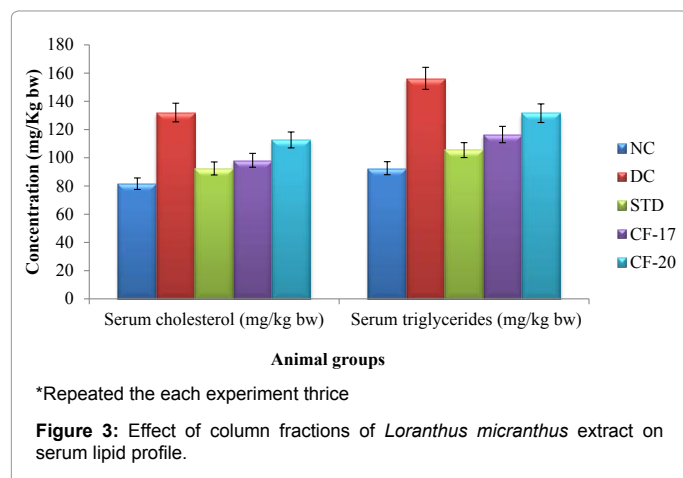 180
160
140
120
100
80
60
40
20
0
Concentration (mg/Kg bw)
Serum cholesterol (mg/kg bw) Serum triglycerides (mg/kg bw)
Animal groups
NC
DC
STD
CF-17
CF-20
*Repeated the each experiment thrice
Figure 3: Effect of column fractions of Loranthus micranthus extract on
serum lipid profile.